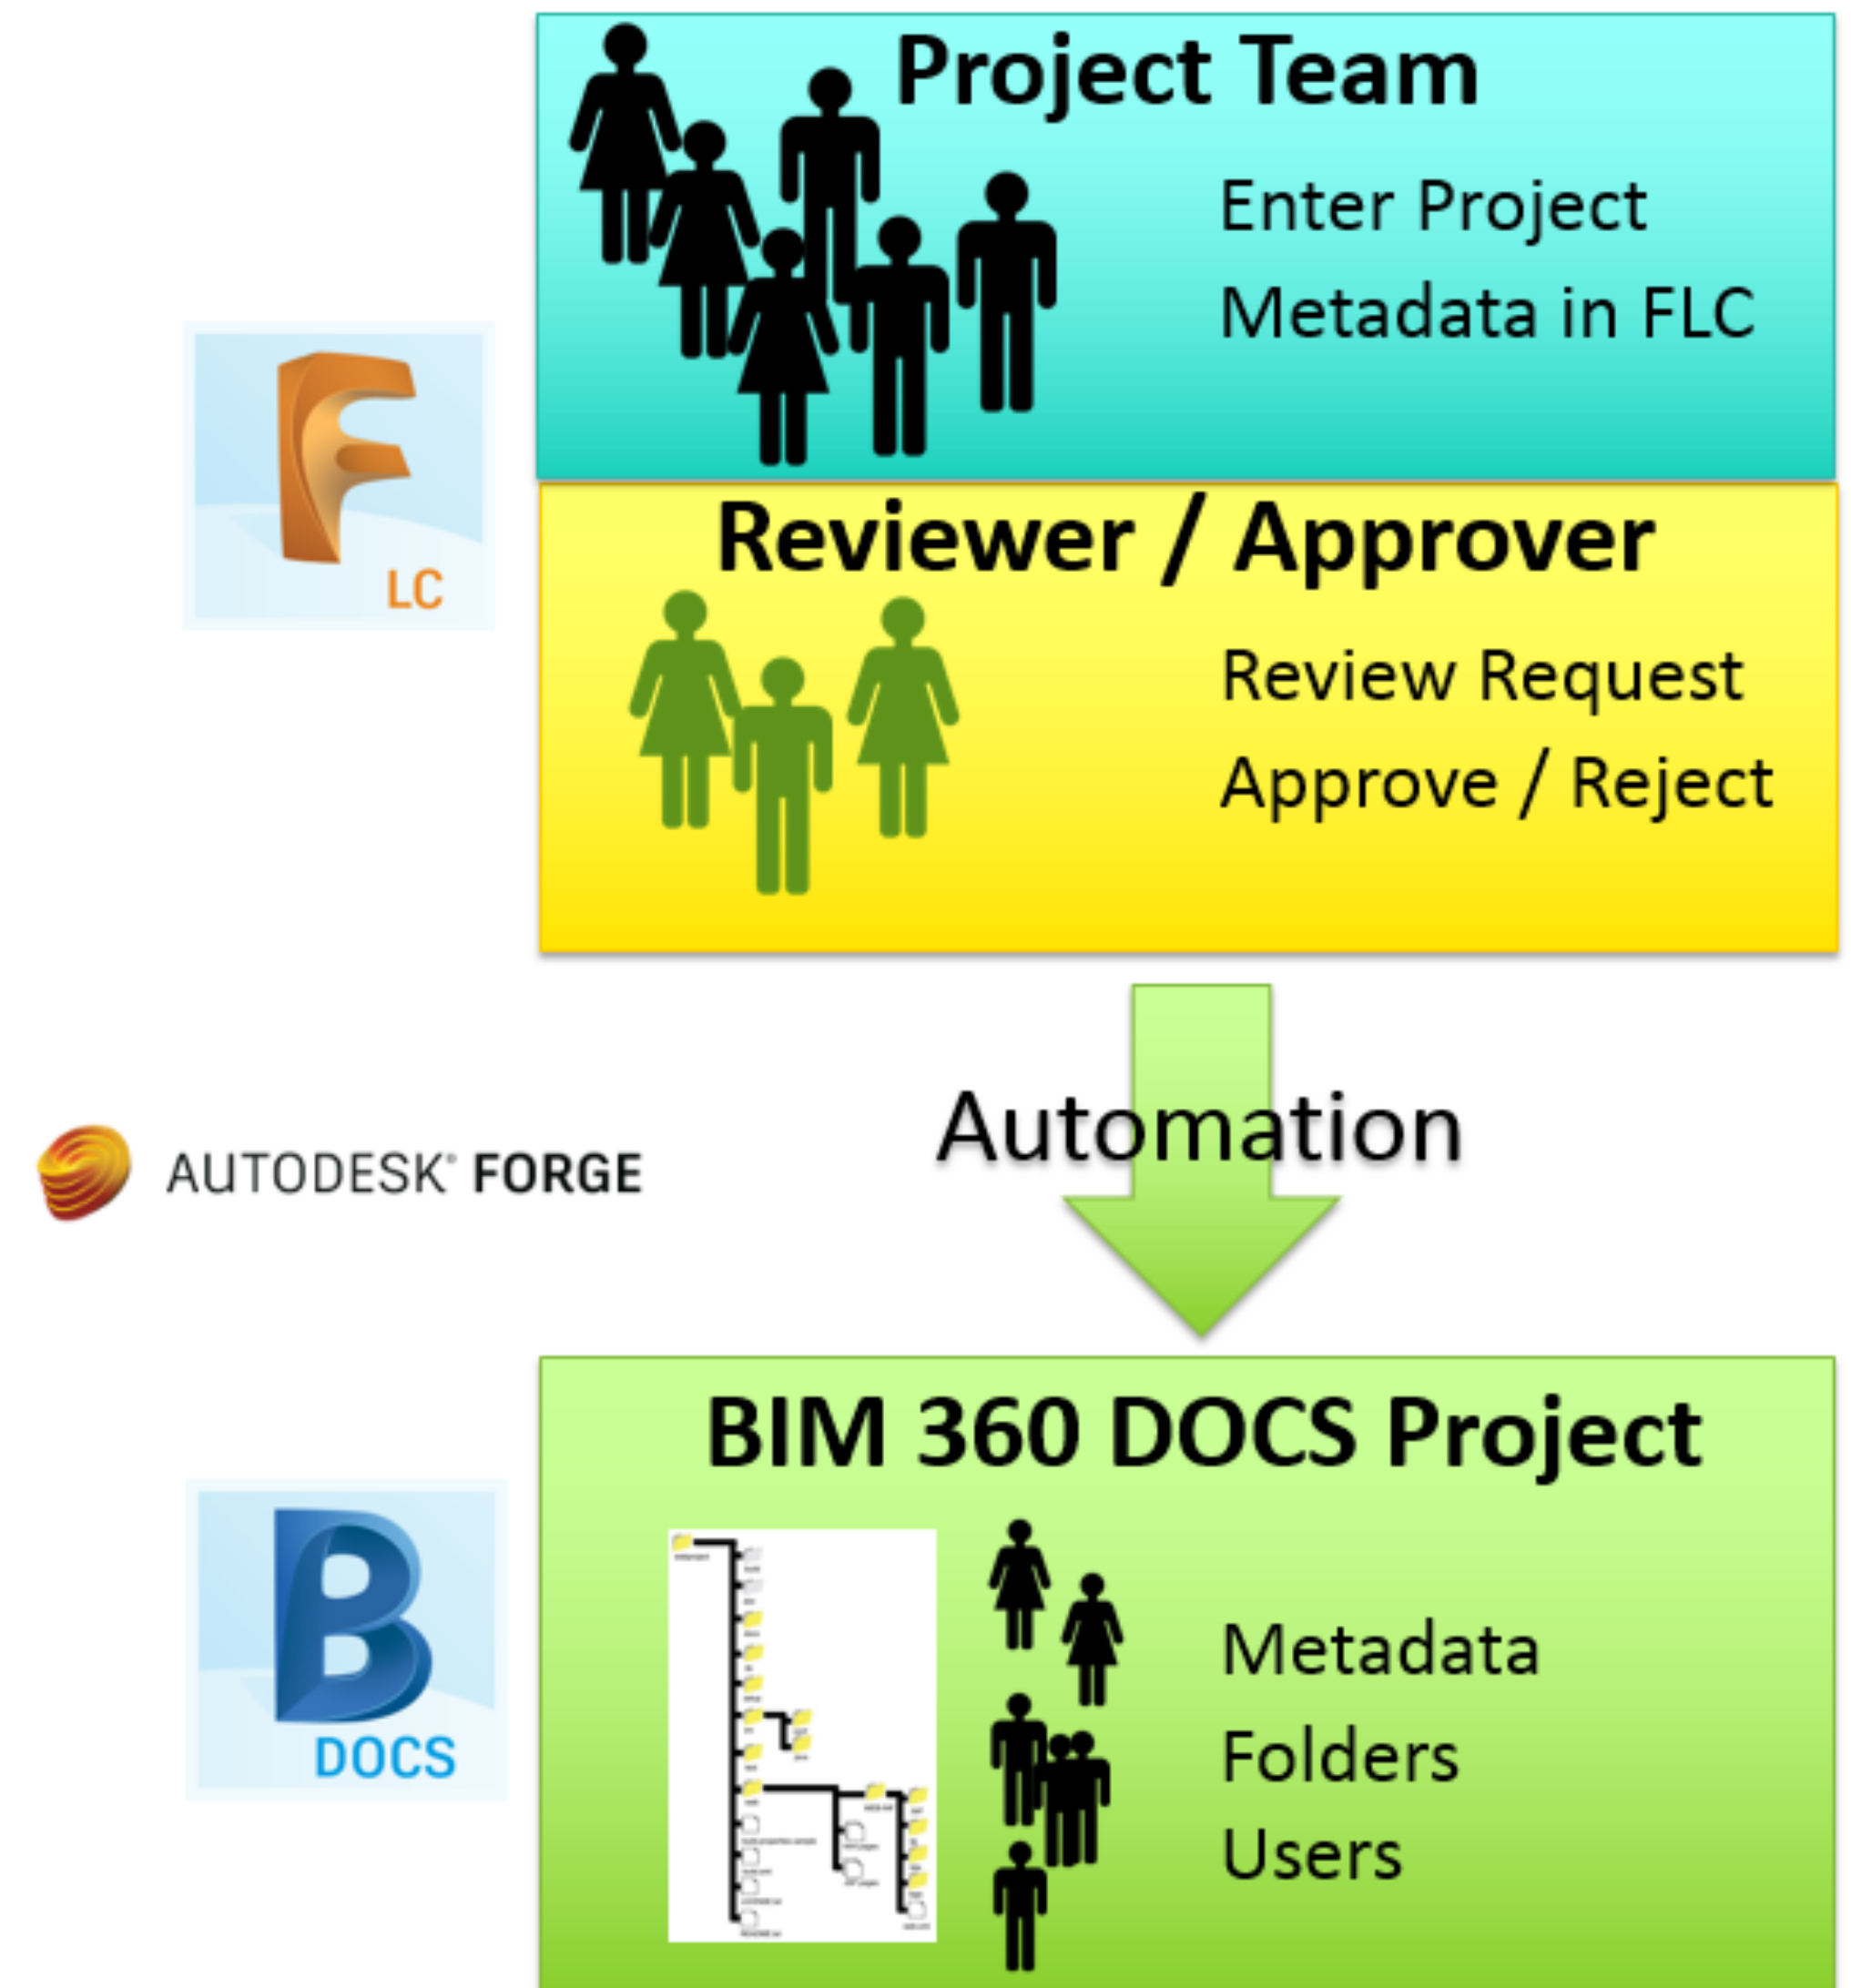 Project Team
Enter Project
Metadata in FLC
LC
Reviewer / Approver
Review Request
Approve / Reject
Automation
AUTODESK® FORGE
BIM 360 DOCS Project
DOCS
Metadata
Folders
Users